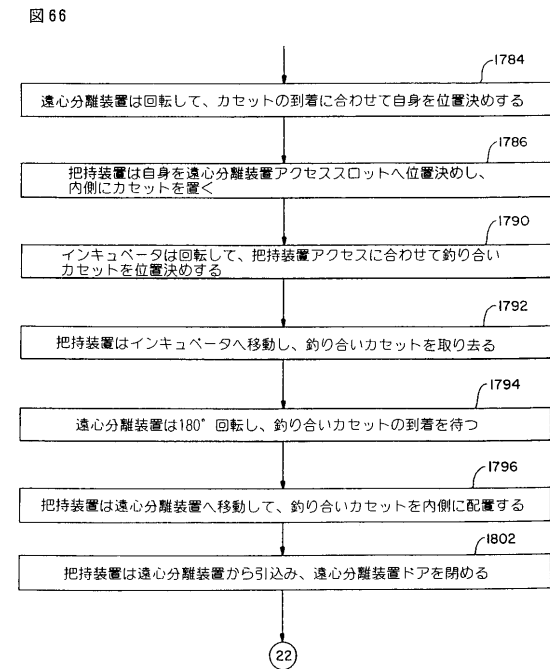 図66
1784
遠心分離装置は回転して、カセットの到着に合わせて自身を位置決めする
1786
把持装置は自身を遠心分離装置アクセススロットへ位置決めし、
内側にカセットを置く
1790
インキュベータは回転して、把持装置アクセスに合わせて釣り合い
カセットを位置決めする
1792
把持装置はインキュベータへ移動し、釣り合いカセットを取り去る
1794
遠心分離装置は180°回転し、釣り合いカセットの到着を待つ
1796
把持装置は遠心分離装置へ移動して、釣り合いカセットを内側に配置する
1802
把持装置は遠心分離装置から引込み、遠心分離装置ドアを閉める
22